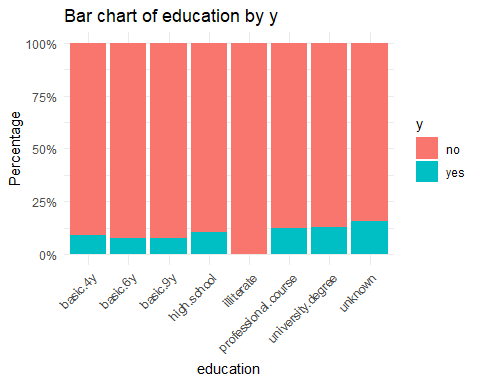 Bar chart of education by y
Percentage
100%
75%
50%
25%
0%
basic.4y
basic.6y
basic.9y
high.school
illiterate
professional.course
university.degree
unknown
education
y
no
yes